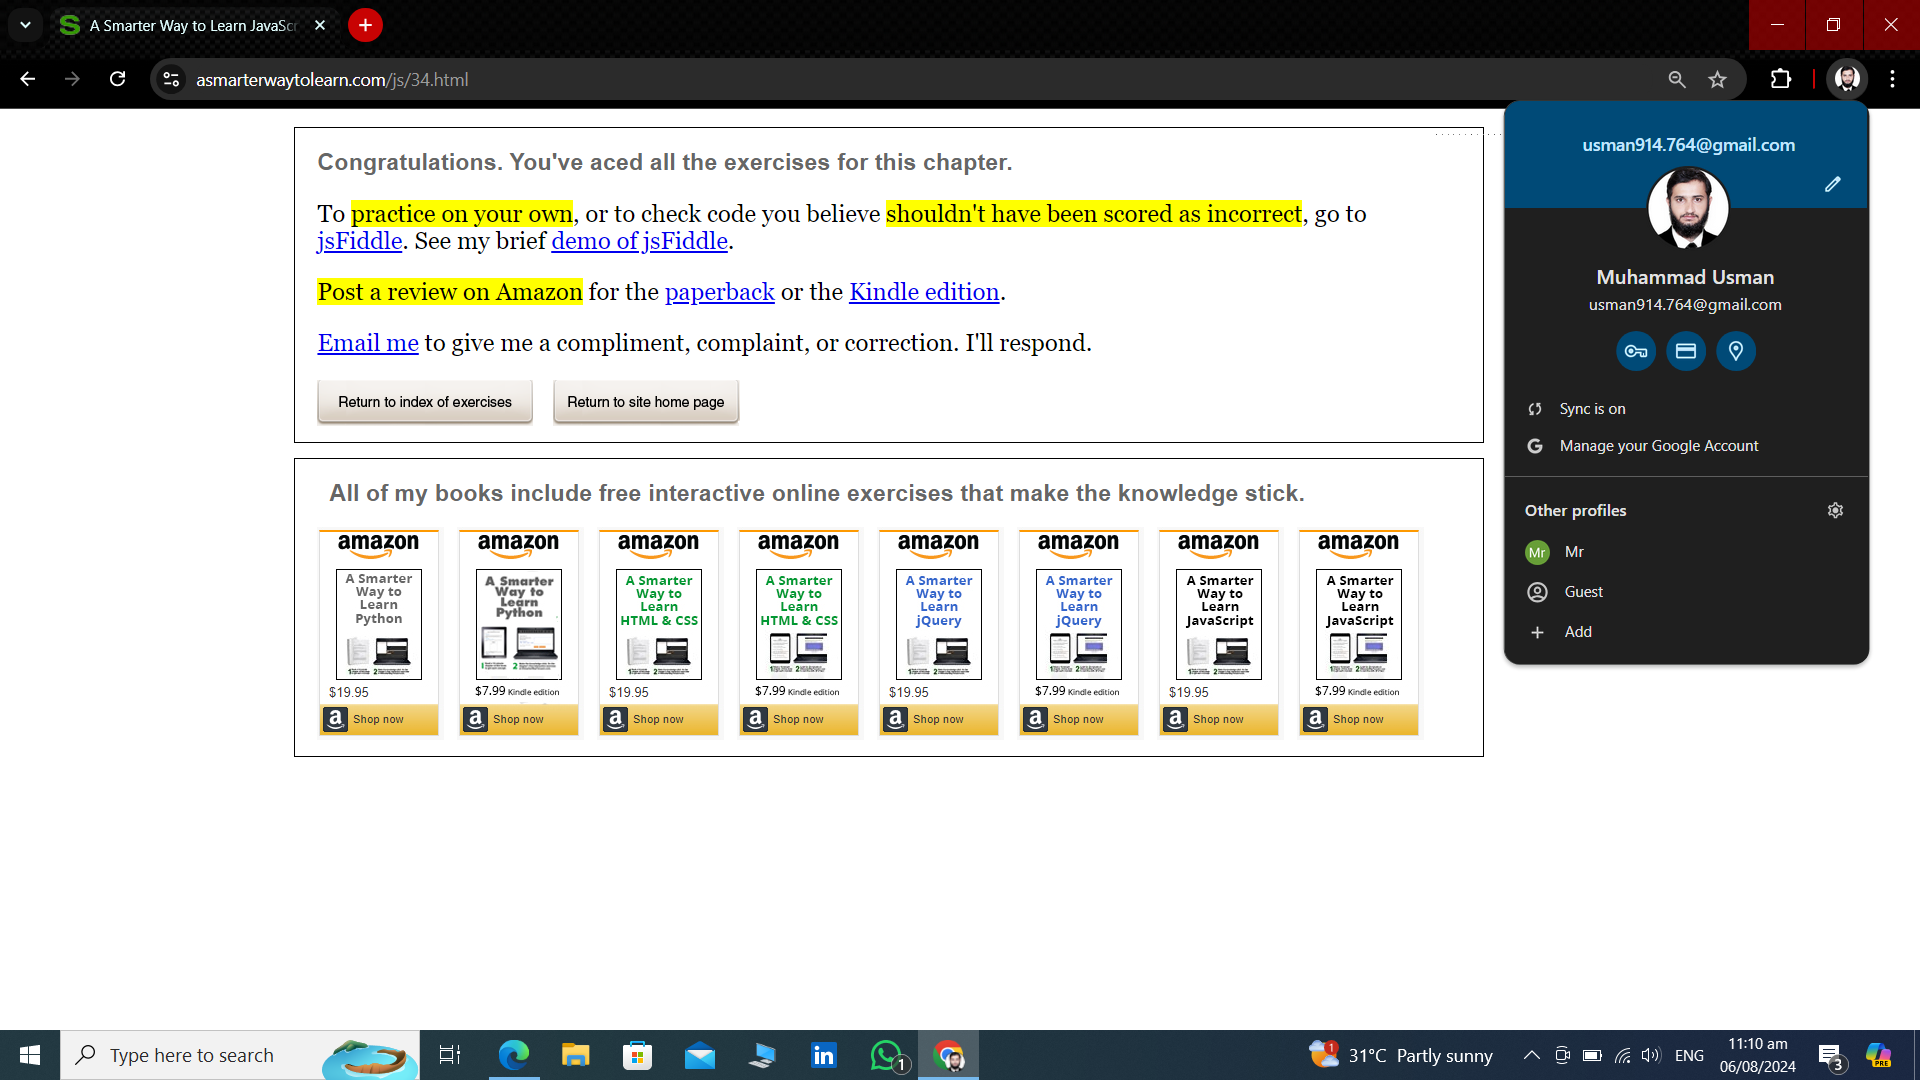 A Smarter Way to Learn JavaScr
asmarterwaytolearn.com/js/34.html
Congratulations. You've aced all the exercises for this chapter.
To practice on your own, or to check code you believe shouldn't have been scored as incorrect, go to
jsFiddle. See my brief demo of jsFiddle.
Post a review on Amazon for the paperback or the Kindle edition.
Email me to give me a compliment, complaint, or correction. I'll respond.
Return to index of exercises
Return to site home page
All of my books include free interactive online exercises that make the knowledge stick.
amazon
A Smarter
Way to
Learn
Python
$19.95
Shop now
amazon
A Smarter
Way to
Learn
Python
$7.99 Kindle edition
Shop now
amazon
A Smarter
Way to
Learn
HTML & CSS
$19.95
Shop now
amazon
A Smarter
Way to
Learn
HTML & CSS
$7.99 Kindle edition
Shop now
amazon
A Smarter
Way to
Learn
jQuery
$19.95
Shop now
amazon
A Smarter
Way to
Learn
jQuery
$7.99 Kindle edition
Shop now
amazon
A Smarter
Way to
Learn
JavaScript
$19.95
Shop now
amazon
A Smarter
Way to
Learn
JavaScript
$7.99 Kindle edition
Shop now
usman914.764@gmail.com
Muhammad Usman
usman914.764@gmail.com
Sync is on
Manage your Google Account
Other profiles
Mr Mr
Guest
Add
Type here to search
1
1
31°C Partly sunny
ENG
11:10 am
06/08/2024
3
PRE